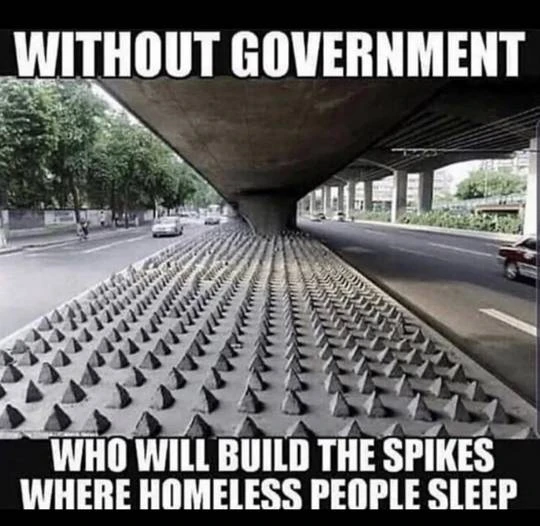 WITHOUT GOVERNMENT
WHO WILL BUILD THE SPIKES
WHERE HOMELESS PEOPLE SLEEP